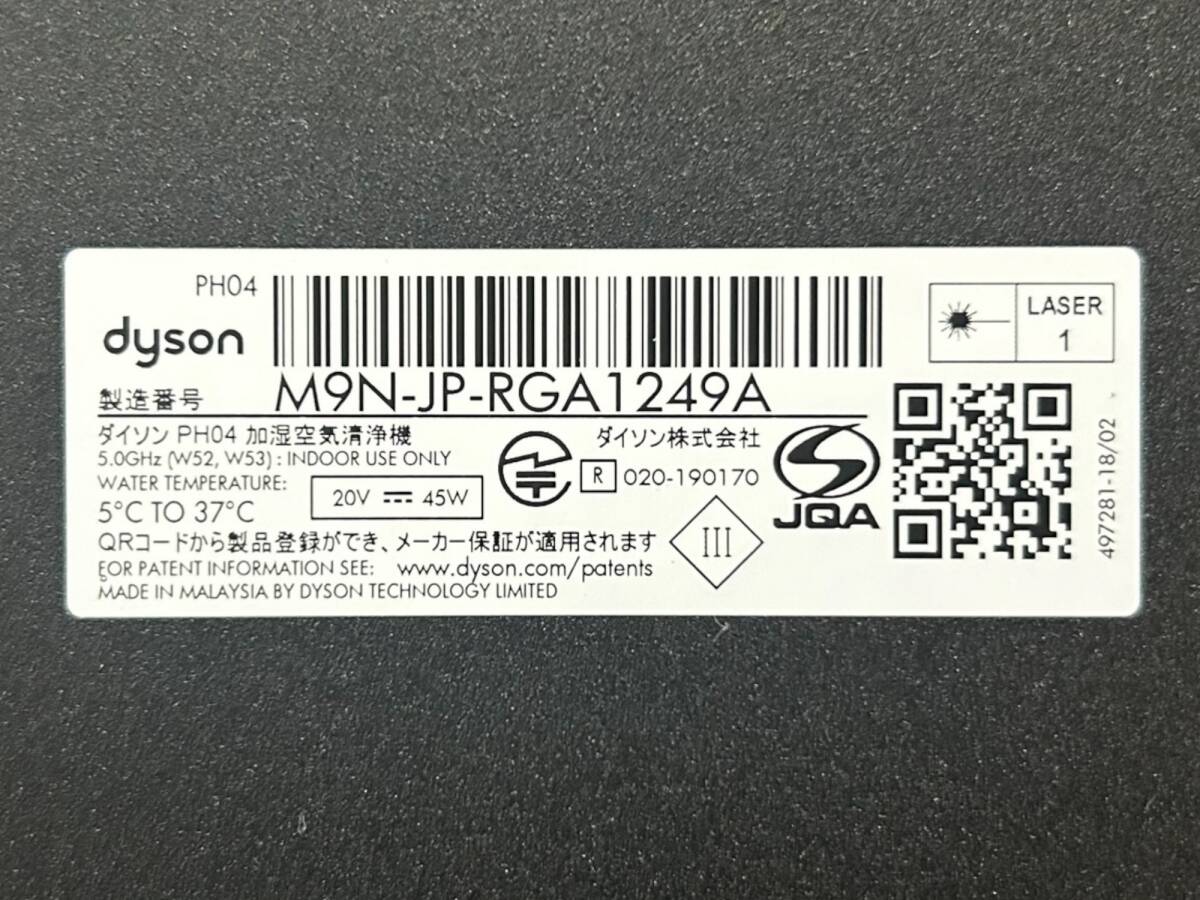 PH04
dyson
製造番号 M9N-JP-RGA1249A
ダイソン PH04 加湿空気清浄機
5.0GHz (W52, W53) : INDOOR USE ONLY
WATER TEMPERATURE:
5°C TO 37°C
20V ⎓ 45W
QRコードから製品登録ができ、メーカー保証が適用されます
FOR PATENT INFORMATION SEE: www.dyson.com/patents
MADE IN MALAYSIA BY DYSON TECHNOLOGY LIMITED
ダイソン株式会社
R 020-190170
III
JQA
LASER
1
497281-18/02